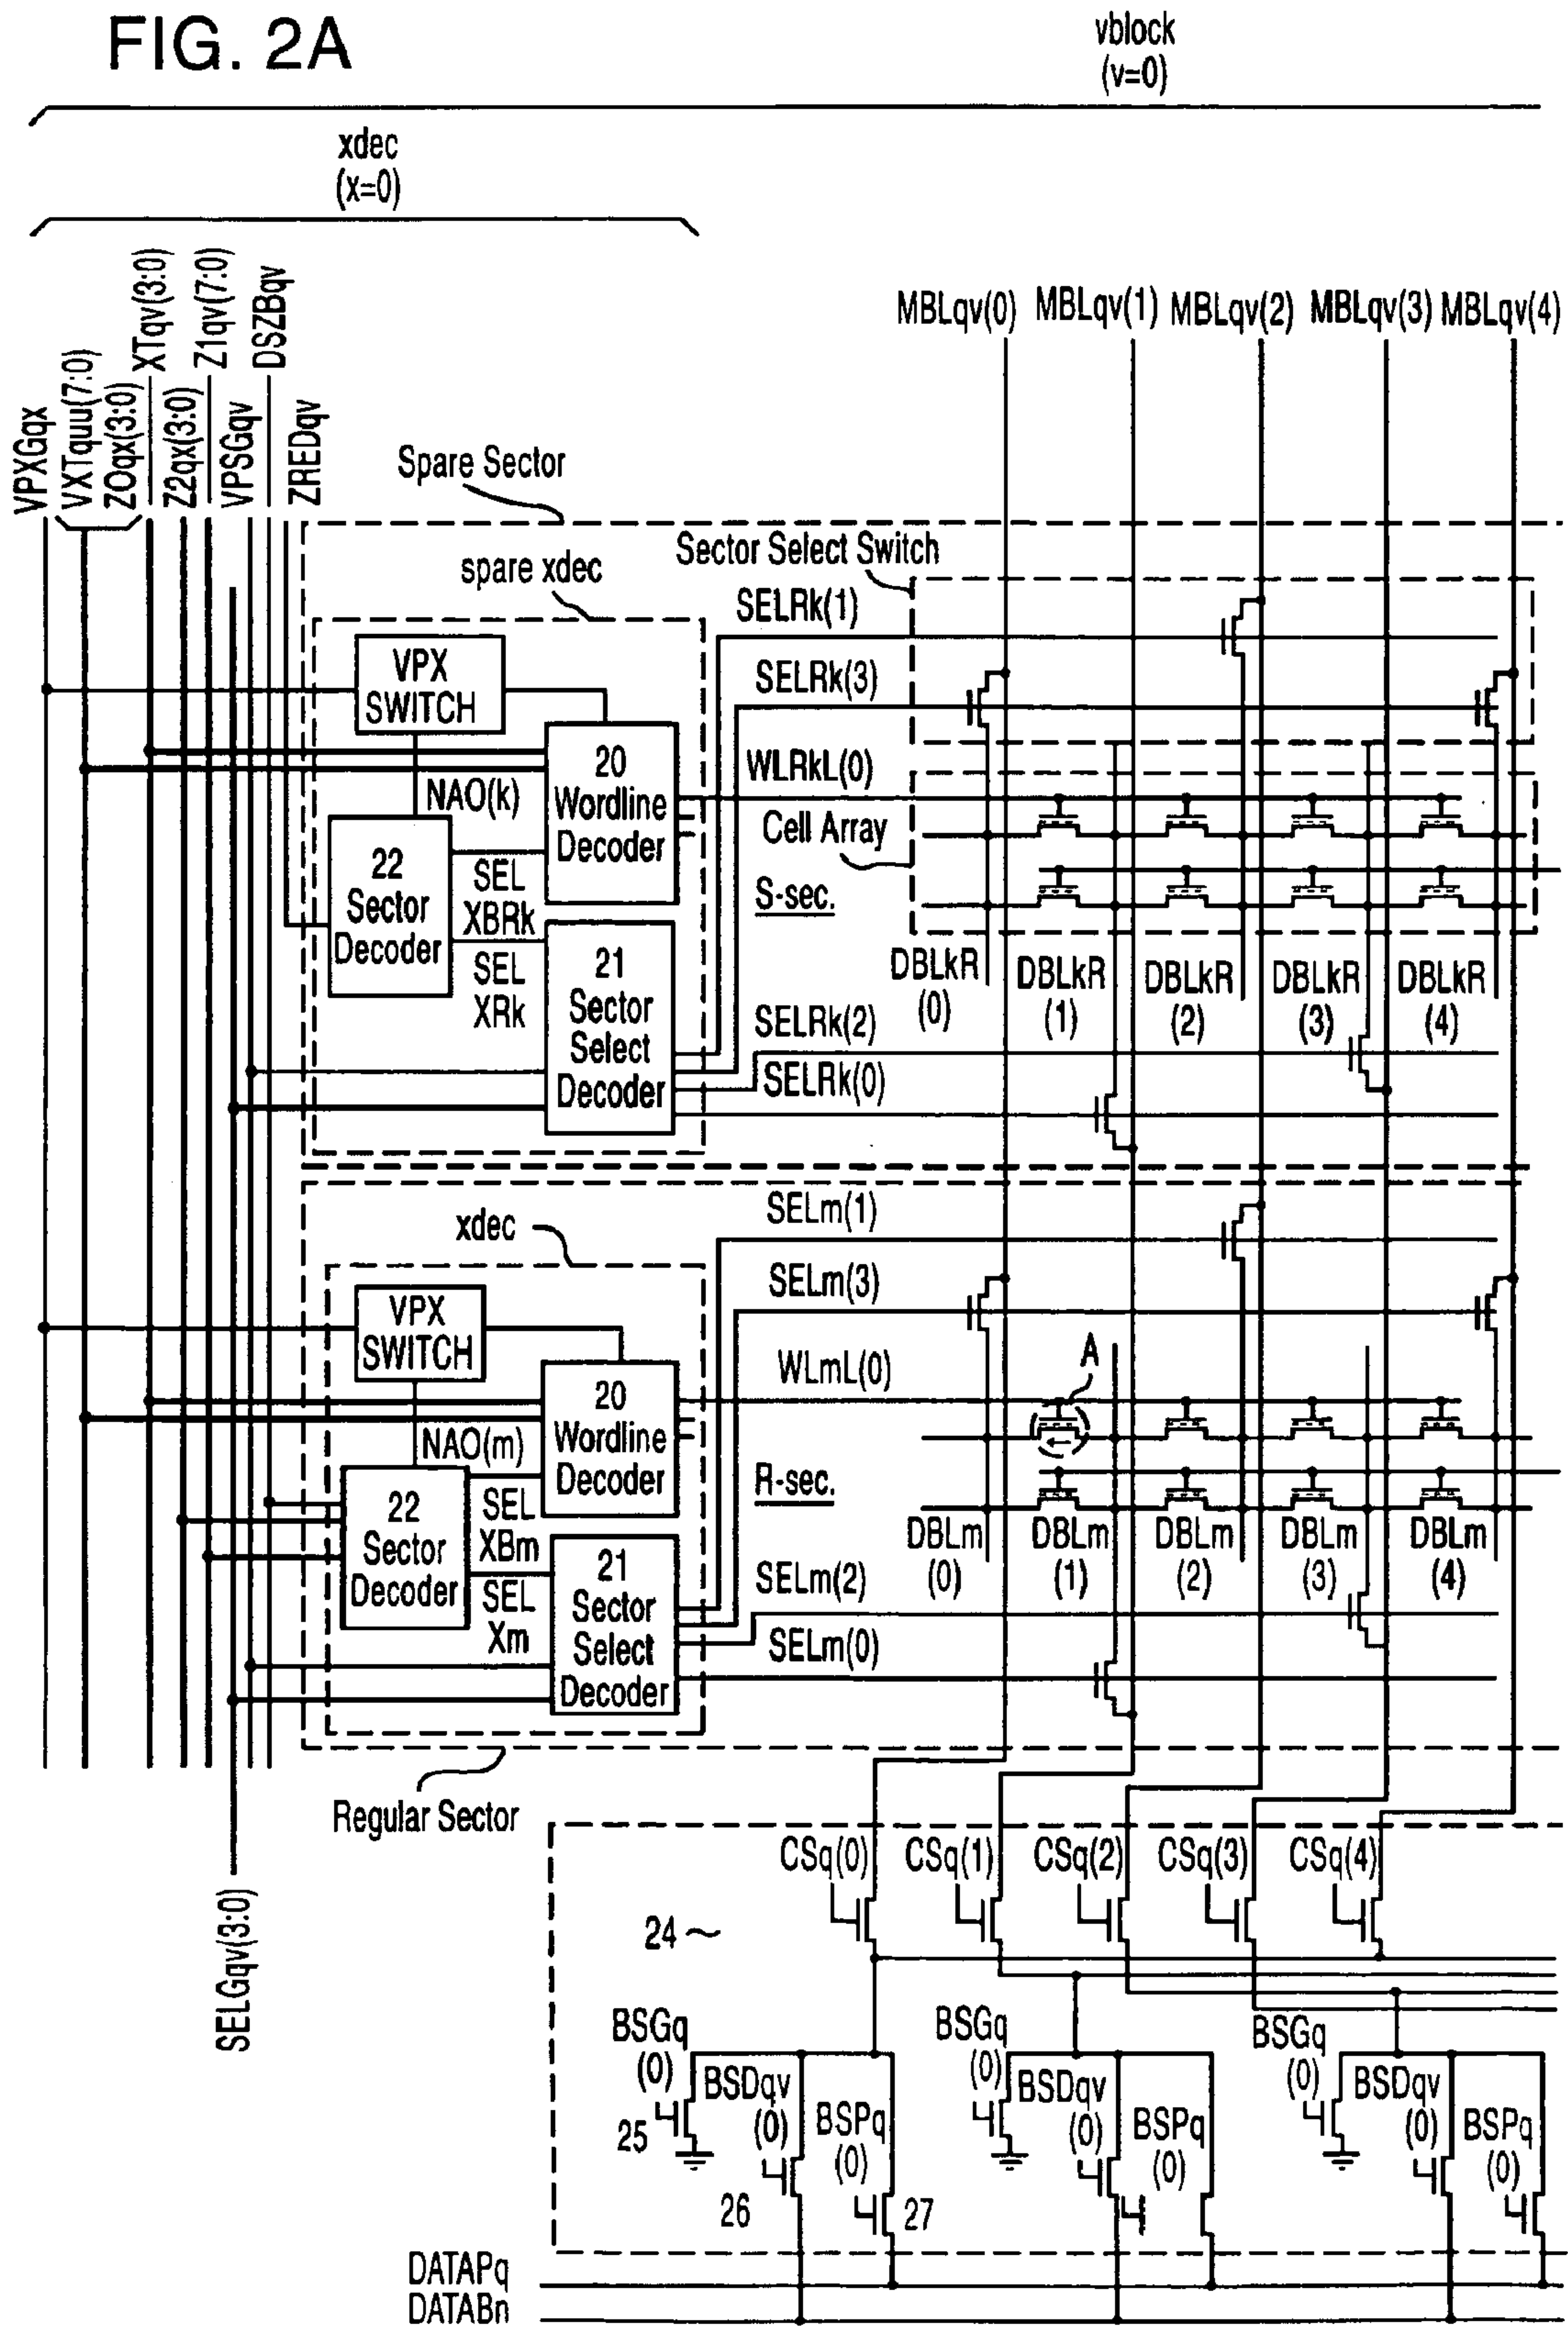 FIG. 2A
vblock
(v=0)
xdec
(x=0)
VPXGqx
VXTquu(7:0)
Z0qx(3:0)
XTqv(3:0)
Z2qx(3:0)
Z1qv(7:0)
VPSGqv
DSZBqv
ZREDqv
MBLqv(0)
MBLqv(1)
MBLqv(2)
MBLqv(3)
MBLqv(4)
Spare Sector
Sector Select Switch
spare xdec
SELRk(1)
VPX
SWITCH
SELRk(3)
20
Wordline
Decoder
WLRkL(0)
NAO(k)
Cell Array
22
Sector
Decoder
SEL
XBRk
S-sec.
SEL
XRk
21
Sector
Select
Decoder
DBLkR
(0)
DBLkR
(1)
DBLkR
(2)
DBLkR
(3)
DBLkR
(4)
SELRk(2)
SELRk(0)
SELm(1)
xdec
SELm(3)
VPX
SWITCH
A
WLmL(0)
20
Wordline
Decoder
NAO(m)
R-sec.
22
Sector
Decoder
SEL
XBm
SEL
Xm
21
Sector
Select
Decoder
DBLm
(0)
DBLm
(1)
DBLm
(2)
DBLm
(3)
DBLm
(4)
SELm(2)
SELm(0)
Regular Sector
CSq(0)
CSq(1)
CSq(2)
CSq(3)
CSq(4)
SELGqv(3:0)
24
BSGq
(0)
BSDqv
(0)
BSPq
(0)
25
26
27
BSGq
(0)
BSDqv
(0)
BSPq
(0)
BSGq
(0)
BSDqv
(0)
BSPq
(0)
DATAPq
DATABn